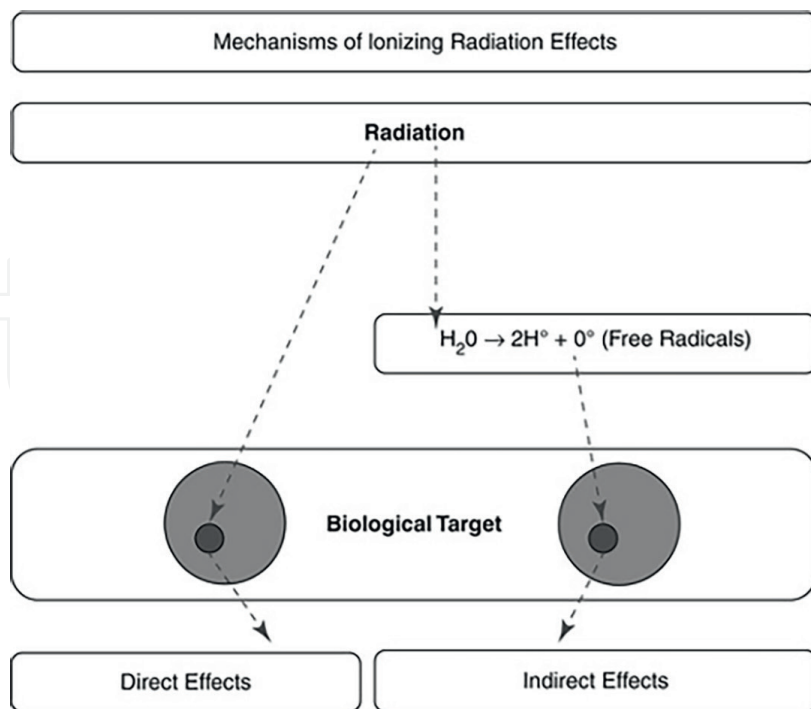 Mechanisms of Ionizing Radiation Effects
Radiation
H₂0 → 2H° + 0° (Free Radicals)
Biological Target
Direct Effects
Indirect Effects